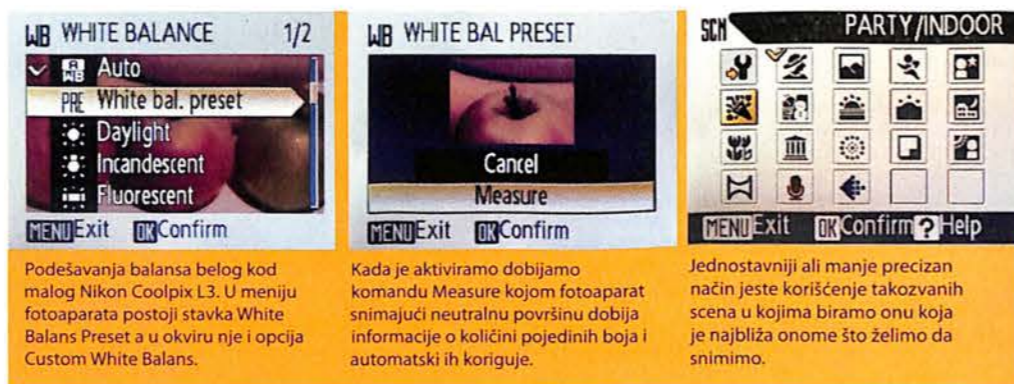 WB WHITE BALANCE 1/2
Auto
PRE White bal. preset
Daylight
Incandescent
Fluorescent
MENU Exit OK Confirm
Podešavanja balansa belog kod
malog Nikon Coolpix L3. U meniju
fotoaparata postoji stavka White
Balans Preset a u okviru nje i opcija
Custom White Balans.
WB WHITE BAL PRESET
Cancel
Measure
MENU Exit OK Confirm
Kada je aktiviramo dobijamo
komandu Measure kojom fotoaparat
snimajući neutralnu površinu dobija
informacije o količini pojedinih boja i
automatski ih koriguje.
SCN PARTY/INDOOR
MENU Exit OK Confirm ? Help
Jednostavniji ali manje precizan
način jeste korišćenje takozvanih
scena u kojima biramo onu koja
je najbliža onome što želimo da
snimimo.